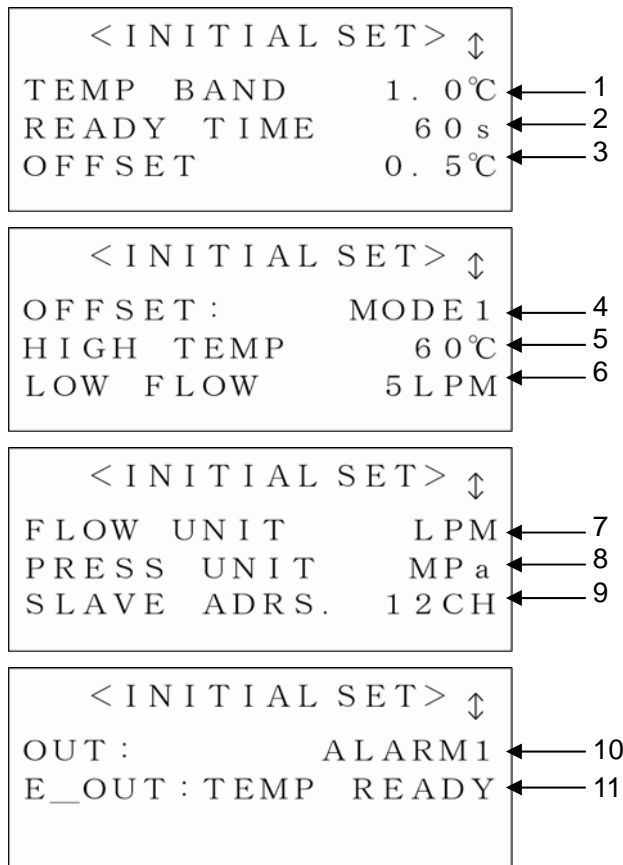 <INITIAL SET> ↕
TEMP BAND 1.0℃ 1
READY TIME 60s 2
OFFSET 0.5℃ 3
<INITIAL SET> ↕
OFFSET: MODE1 4
HIGH TEMP 60℃ 5
LOW FLOW 5LPM 6
<INITIAL SET> ↕
FLOW UNIT LPM 7
PRESS UNIT MPa 8
SLAVE ADRS. 12CH 9
<INITIAL SET> ↕
OUT: ALARM1 10
E_OUT:TEMP READY 11